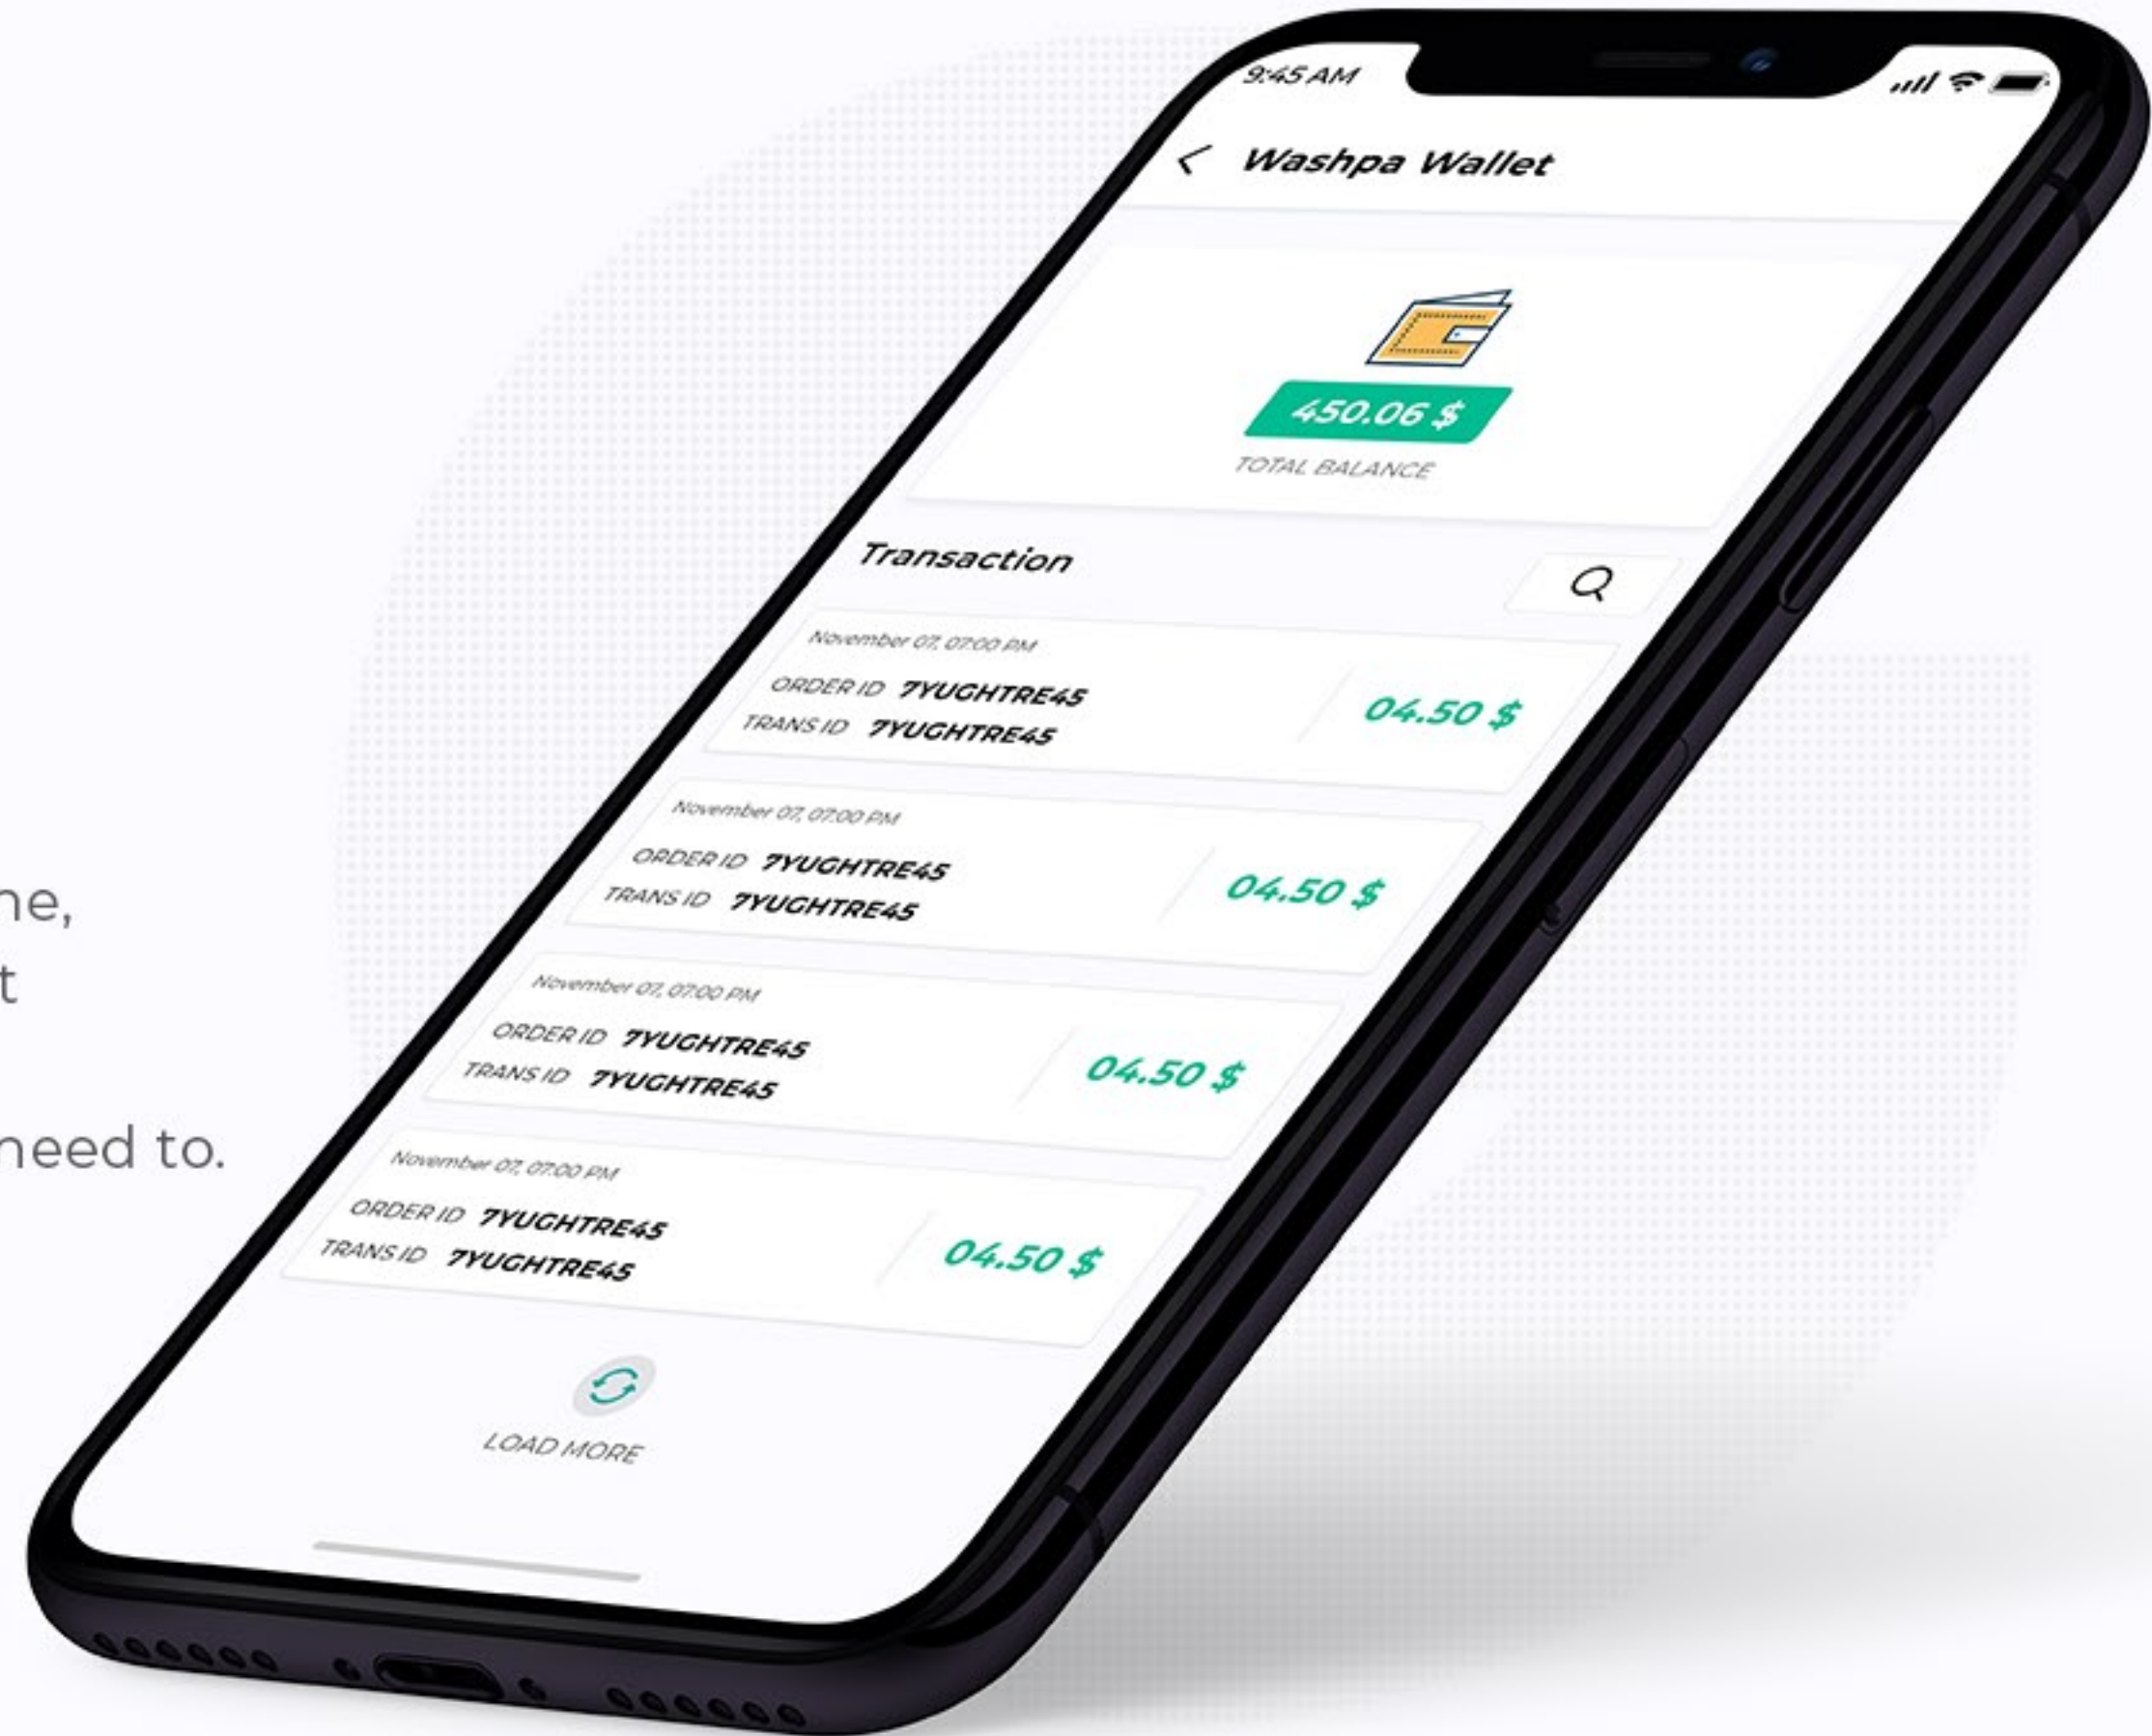 9:45 AM
Washpa Wallet
450.06 $
TOTAL BALANCE
Transaction
November 07, 07:00 PM
ORDER ID 7YUGHTRE45
TRANS ID 7YUGHTRE45
04.50 $
November 07, 07:00 PM
ORDER ID 7YUGHTRE45
TRANS ID 7YUGHTRE45
04.50 $
November 07, 07:00 PM
ORDER ID 7YUGHTRE45
TRANS ID 7YUGHTRE45
04.50 $
November 07, 07:00 PM
ORDER ID 7YUGHTRE45
TRANS ID 7YUGHTRE45
04.50 $
LOAD MORE
need to.